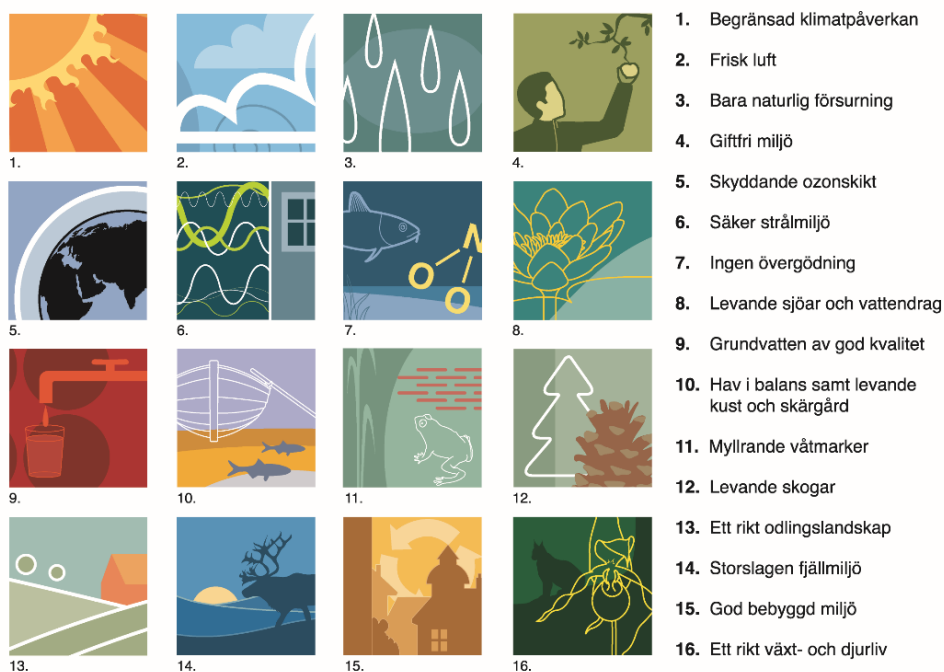 1.
2.
3.
4.
5.
6.
N
O
O
7.
8.
9.
10.
11.
12.
13.
14.
15.
16.
1. Begränsad klimatpåverkan
2. Frisk luft
3. Bara naturlig försurning
4. Giftfri miljö
5. Skyddande ozonskikt
6. Säker strålmiljö
7. Ingen övergödning
8. Levande sjöar och vattendrag
9. Grundvatten av god kvalitet
10. Hav i balans samt levande
kust och skärgård
11. Myllrande våtmarker
12. Levande skogar
13. Ett rikt odlingslandskap
14. Storslagen fjällmiljö
15. God bebyggd miljö
16. Ett rikt växt- och djurliv